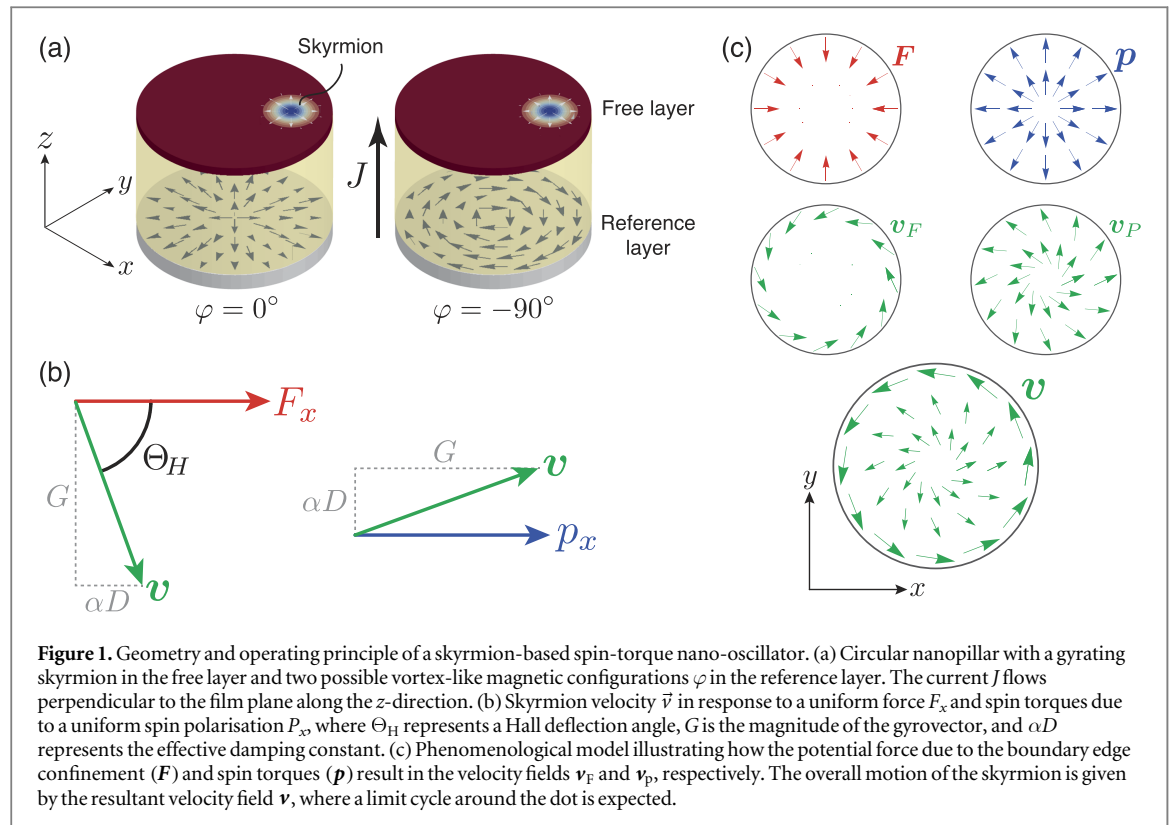 (a)
Skyrmion
Free layer
z
y
x
J
Reference
layer
φ = 0°
φ = −90°
(b)
F_x
Θ_H
G
αD
v
G
αD
v
p_x
(c)
F
p
v_F
v_P
v
y
x
Figure 1. Geometry and operating principle of a skyrmion-based spin-torque nano-oscillator. (a) Circular nanopillar with a gyrating
skyrmion in the free layer and two possible vortex-like magnetic configurations φ in the reference layer. The current J flows
perpendicular to the film plane along the z-direction. (b) Skyrmion velocity v⃗ in response to a uniform force F_x and spin torques due
to a uniform spin polarisation P_x, where Θ_H represents a Hall deflection angle, G is the magnitude of the gyrovector, and αD
represents the effective damping constant. (c) Phenomenological model illustrating how the potential force due to the boundary edge
confinement (F) and spin torques (p) result in the velocity fields v_F and v_p, respectively. The overall motion of the skyrmion is given
by the resultant velocity field v, where a limit cycle around the dot is expected.